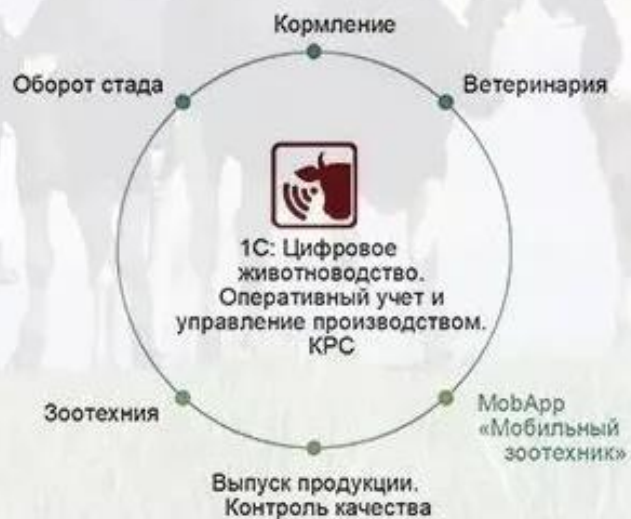 Кормление
Оборот стада
Ветеринария
1С: Цифровое
животноводство.
Оперативный учет и
управление производством.
КРС
Зоотехния
MobApp
«Мобильный
зоотехник»
Выпуск продукции.
Контроль качества